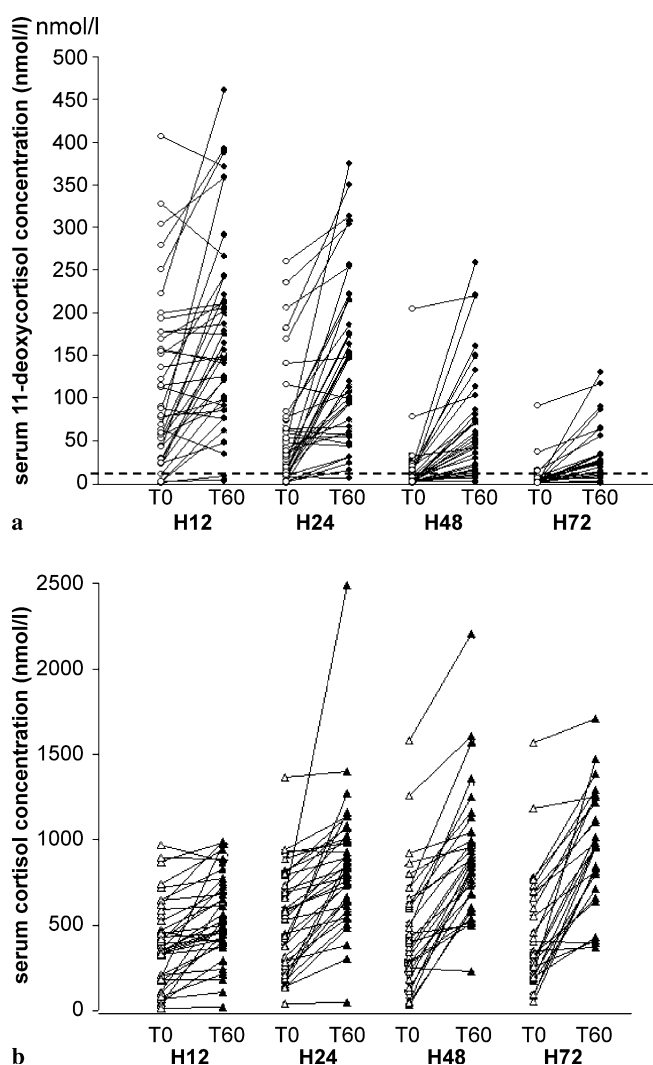 nmol/l
serum 11-deoxycortisol concentration (nmol/l)
500
450
400
350
300
250
200
150
100
50
0
T0 T60 T0 T60 T0 T60 T0 T60
H12 H24 H48 H72
a
serum cortisol concentration (nmol/l)
2500
2000
1500
1000
500
0
T0 T60 T0 T60 T0 T60 T0 T60
H12 H24 H48 H72
b